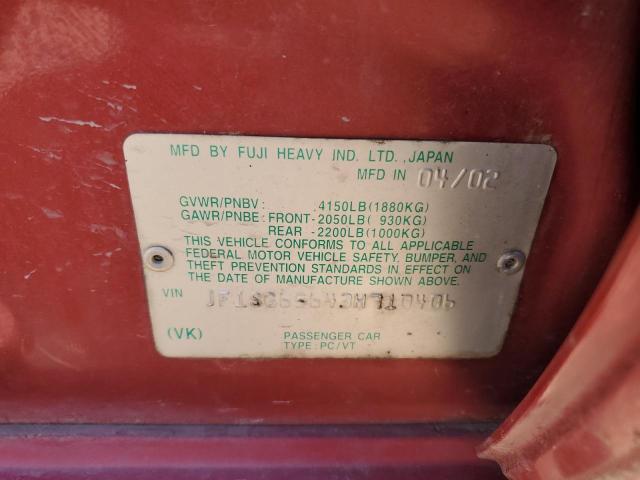 MFD BY FUJI HEAVY IND. LTD.,JAPAN
MFD IN 04/02
GVWR/PNBV: 4150LB(1880KG)
GAWR/PNBE: FRONT-2050LB( 930KG)
REAR -2200LB(1000KG)
THIS VEHICLE CONFORMS TO ALL APPLICABLE
FEDERAL MOTOR VEHICLE SAFETY, BUMPER, AND
THEFT PREVENTION STANDARDS IN EFFECT ON
THE DATE OF MANUFACTURE SHOWN ABOVE.
VIN
(VK)
PASSENGER CAR
TYPE:PC/VT